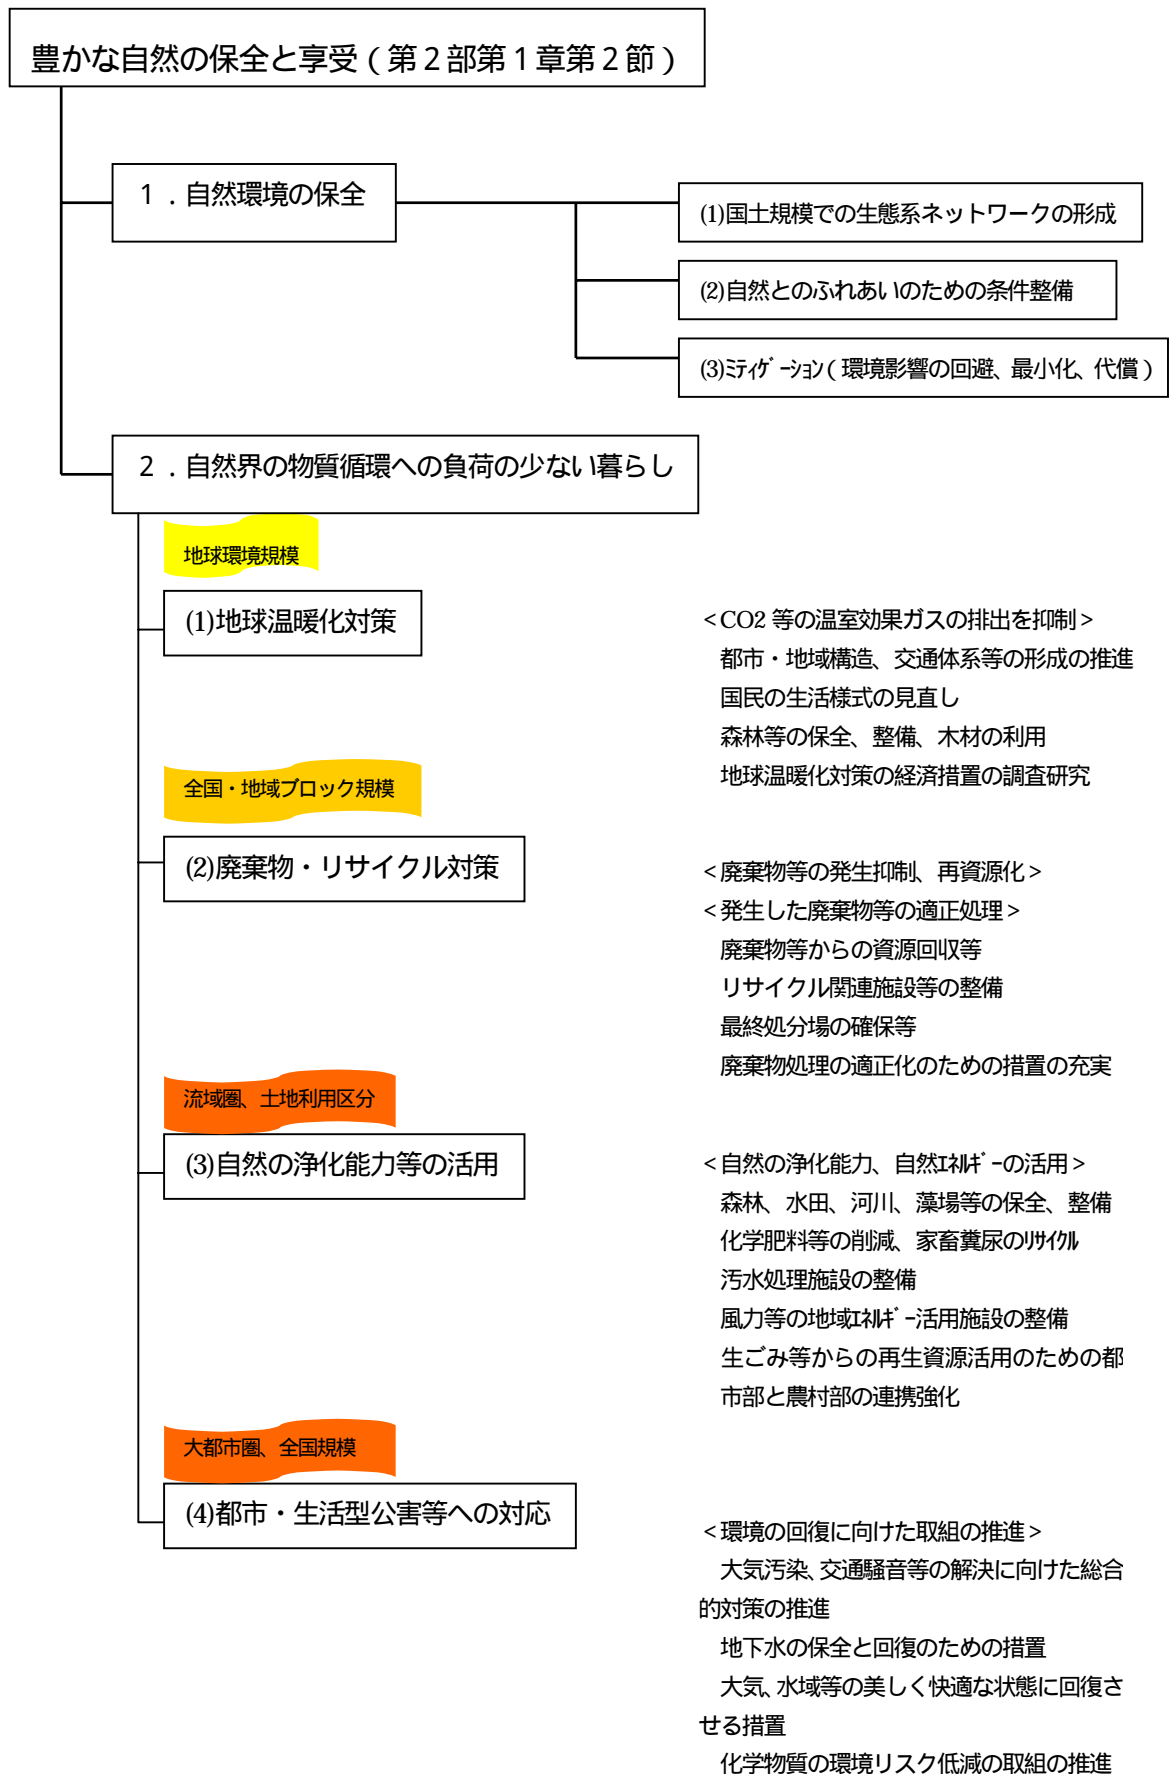 豊かな自然の保全と享受（第２部第１章第２節）
１．自然環境の保全
(1)国土規模での生態系ネットワークの形成
(2)自然とのふれあいのための条件整備
(3)ﾐﾃｨｹﾞｰｼｮﾝ（環境影響の回避、最小化、代償）
２．自然界の物質循環への負荷の少ない暮らし
地球環境規模
(1)地球温暖化対策
＜CO2 等の温室効果ガスの排出を抑制＞
都市・地域構造、交通体系等の形成の推進
国民の生活様式の見直し
森林等の保全、整備、木材の利用
地球温暖化対策の経済措置の調査研究
全国・地域ブロック規模
(2)廃棄物・リサイクル対策
＜廃棄物等の発生抑制、再資源化＞
＜発生した廃棄物等の適正処理＞
廃棄物等からの資源回収等
リサイクル関連施設等の整備
最終処分場の確保等
廃棄物処理の適正化のための措置の充実
流域圏、土地利用区分
(3)自然の浄化能力等の活用
＜自然の浄化能力、自然ｴﾈﾙｷﾞｰの活用＞
森林、水田、河川、藻場等の保全、整備
化学肥料等の削減、家畜糞尿のﾘｻｲｸﾙ
汚水処理施設の整備
風力等の地域ｴﾈﾙｷﾞｰ活用施設の整備
生ごみ等からの再生資源活用のための都
市部と農村部の連携強化
大都市圏、全国規模
(4)都市・生活型公害等への対応
＜環境の回復に向けた取組の推進＞
大気汚染、交通騒音等の解決に向けた総合
的対策の推進
地下水の保全と回復のための措置
大気、水域等の美しく快適な状態に回復さ
せる措置
化学物質の環境リスク低減の取組の推進